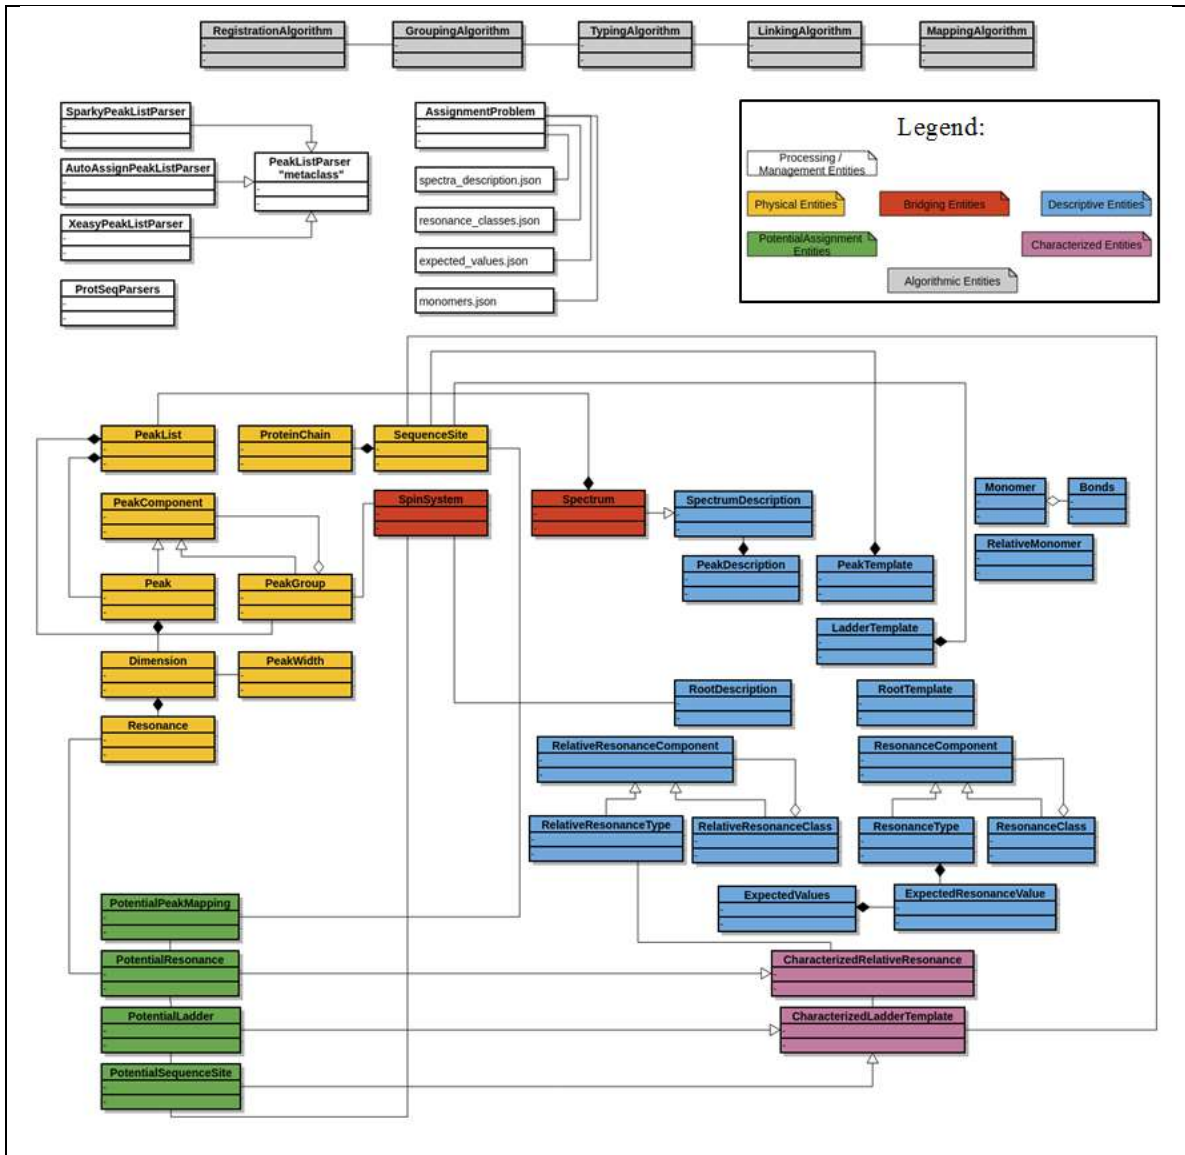 RegistrationAlgorithm
GroupingAlgorithm
TypingAlgorithm
LinkingAlgorithm
MappingAlgorithm
SparkyPeakListParser
AutoAssignPeakListParser
XeasyPeakListParser
ProtSeqParsers
PeakListParser
"metaclass"
AssignmentProblem
spectra_description.json
resonance_classes.json
expected_values.json
monomers.json
Legend:
Processing /
Management Entities
Physical Entities
Bridging Entities
Descriptive Entities
PotentialAssignment
Entities
Characterized Entities
Algorithmic Entities
PeakList
ProteinChain
SequenceSite
PeakComponent
SpinSystem
Spectrum
SpectrumDescription
Monomer
Bonds
RelativeMonomer
Peak
PeakGroup
PeakDescription
PeakTemplate
LadderTemplate
Dimension
PeakWidth
RootDescription
RootTemplate
Resonance
RelativeResonanceComponent
ResonanceComponent
RelativeResonanceType
RelativeResonanceClass
ResonanceType
ResonanceClass
ExpectedValues
ExpectedResonanceValue
PotentialPeakMapping
PotentialResonance
CharacterizedRelativeResonance
PotentialLadder
CharacterizedLadderTemplate
PotentialSequenceSite